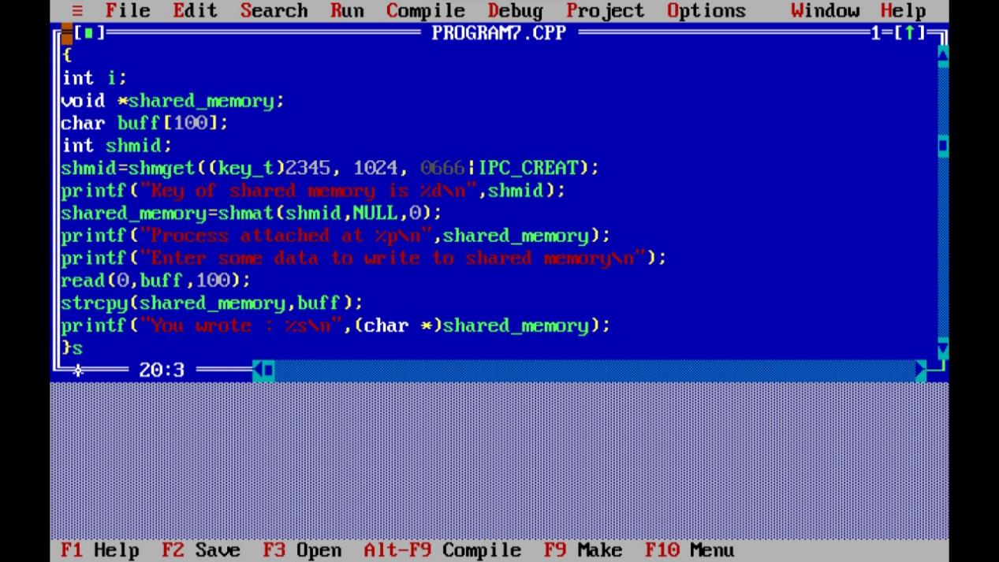 ≡ File Edit Search Run Compile Debug Project Options Window Help
[■] PROGRAM7.CPP 1=[↑]
{
int i;
void *shared_memory;
char buff[100];
int shmid;
shmid=shmget((key_t)2345, 1024, 0666|IPC_CREAT);
printf("Key of shared memory is %d\n",shmid);
shared_memory=shmat(shmid,NULL,0);
printf("Process attached at %p\n",shared_memory);
printf("Enter some data to write to shared memory\n");
read(0,buff,100);
strcpy(shared_memory,buff);
printf("You wrote : %s\n",(char *)shared_memory);
}s
20:3
F1 Help F2 Save F3 Open Alt-F9 Compile F9 Make F10 Menu